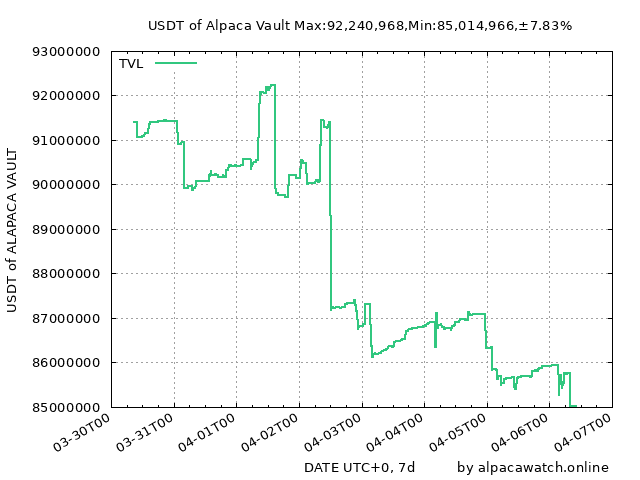 USDT of Alpaca Vault Max:92,240,968,Min:85,014,966,±7.83%
93000000
TVL
92000000
91000000
90000000
89000000
88000000
87000000
86000000
85000000
USDT of ALAPACA VAULT
03-30T00
03-31T00
04-01T00
04-02T00
04-03T00
04-04T00
04-05T00
04-06T00
04-07T00
DATE UTC+0, 7d
by alpacawatch.online